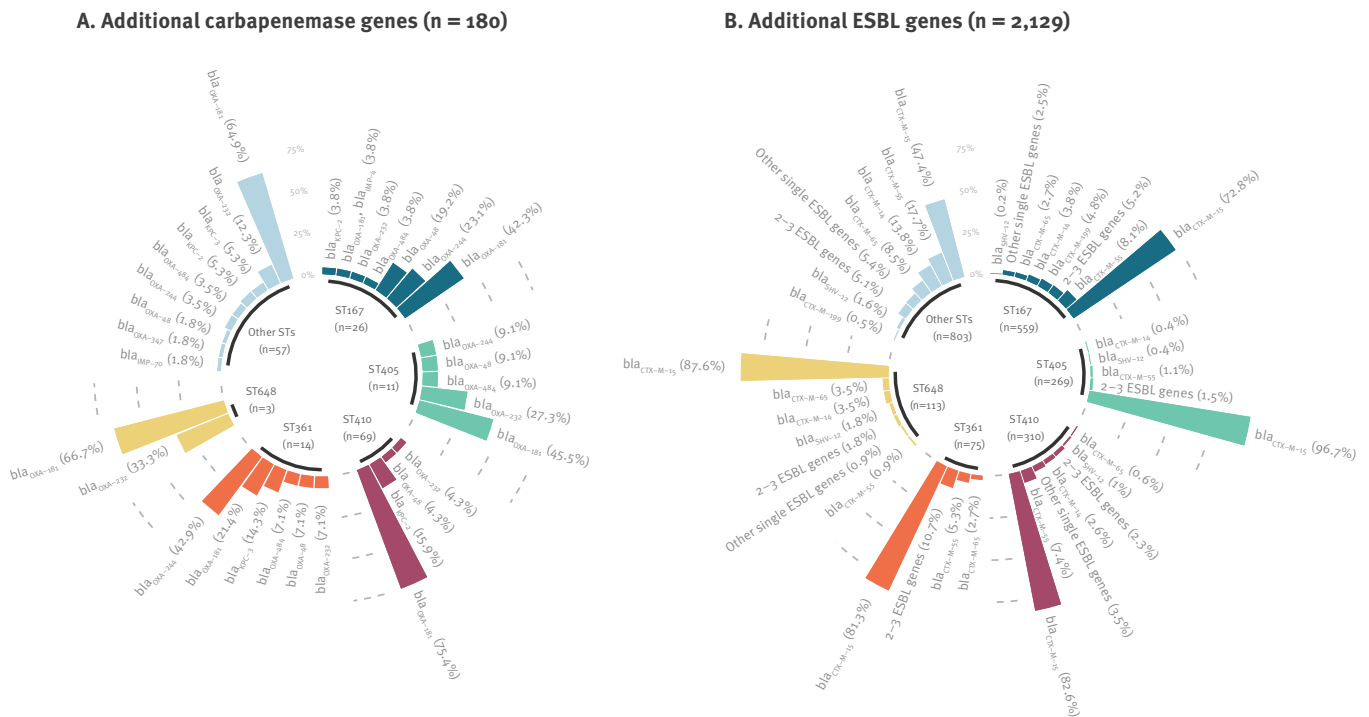 A. Additional carbapenemase genes (n = 180)
75%
50%
25%
0%
ST167
(n=26)
blaKPC-2 (3.8%)
blaOXA-181, blaIMP-6 (3.8%)
blaOXA-232 (3.8%)
blaOXA-484 (3.8%)
blaOXA-48 (19.2%)
blaOXA-244 (23.1%)
blaOXA-181 (42.3%)
ST405
(n=11)
blaOXA-244 (9.1%)
blaOXA-48 (9.1%)
blaOXA-484 (9.1%)
blaOXA-232 (27.3%)
blaOXA-181 (45.5%)
ST410
(n=69)
blaOXA-232 (4.3%)
blaOXA-48 (4.3%)
blaKPC-2 (15.9%)
blaOXA-181 (75.4%)
ST361
(n=14)
blaOXA-232 (7.1%)
blaOXA-48 (7.1%)
blaOXA-484 (7.1%)
blaKPC-3 (14.3%)
blaOXA-181 (21.4%)
blaOXA-244 (42.9%)
ST648
(n=3)
blaOXA-232 (33.3%)
blaOXA-181 (66.7%)
Other STs
(n=57)
blaIMP-70 (1.8%)
blaOXA-347 (1.8%)
blaOXA-48 (1.8%)
blaOXA-244 (3.5%)
blaOXA-484 (3.5%)
blaKPC-2 (5.3%)
blaKPC-3 (5.3%)
blaOXA-232 (12.3%)
blaOXA-181 (64.9%)
B. Additional ESBL genes (n = 2,129)
75%
50%
25%
0%
ST167
(n=559)
blaSHV-12 (0.2%)
Other single ESBL genes (2.5%)
blaCTX-M-65 (2.7%)
blaCTX-M-14 (3.8%)
blaCTX-M-199 (4.8%)
2-3 ESBL genes (5.2%)
blaCTX-M-55 (8.1%)
blaCTX-M-15 (72.8%)
ST405
(n=269)
blaCTX-M-14 (0.4%)
blaSHV-12 (0.4%)
blaCTX-M-55 (1.1%)
2-3 ESBL genes (1.5%)
blaCTX-M-15 (96.7%)
ST410
(n=310)
blaCTX-M-65 (0.6%)
blaSHV-12 (1%)
2-3 ESBL genes (2.3%)
blaCTX-M-14 (2.6%)
Other single ESBL genes (3.5%)
blaCTX-M-55 (7.4%)
blaCTX-M-15 (82.6%)
ST361
(n=75)
blaCTX-M-65 (2.7%)
blaCTX-M-55 (5.3%)
2-3 ESBL genes (10.7%)
blaCTX-M-15 (81.3%)
ST648
(n=113)
blaCTX-M-55 (0.9%)
Other single ESBL genes (0.9%)
2-3 ESBL genes (1.8%)
blaSHV-12 (1.8%)
blaCTX-M-14 (3.5%)
blaCTX-M-65 (3.5%)
blaCTX-M-15 (87.6%)
Other STs
(n=803)
blaCTX-M-199 (0.5%)
blaSHV-12 (1.6%)
2-3 ESBL genes (5.1%)
Other single ESBL genes (5.4%)
blaCTX-M-65 (8.5%)
blaCTX-M-14 (13.8%)
blaCTX-M-55 (17.7%)
blaCTX-M-15 (47.4%)